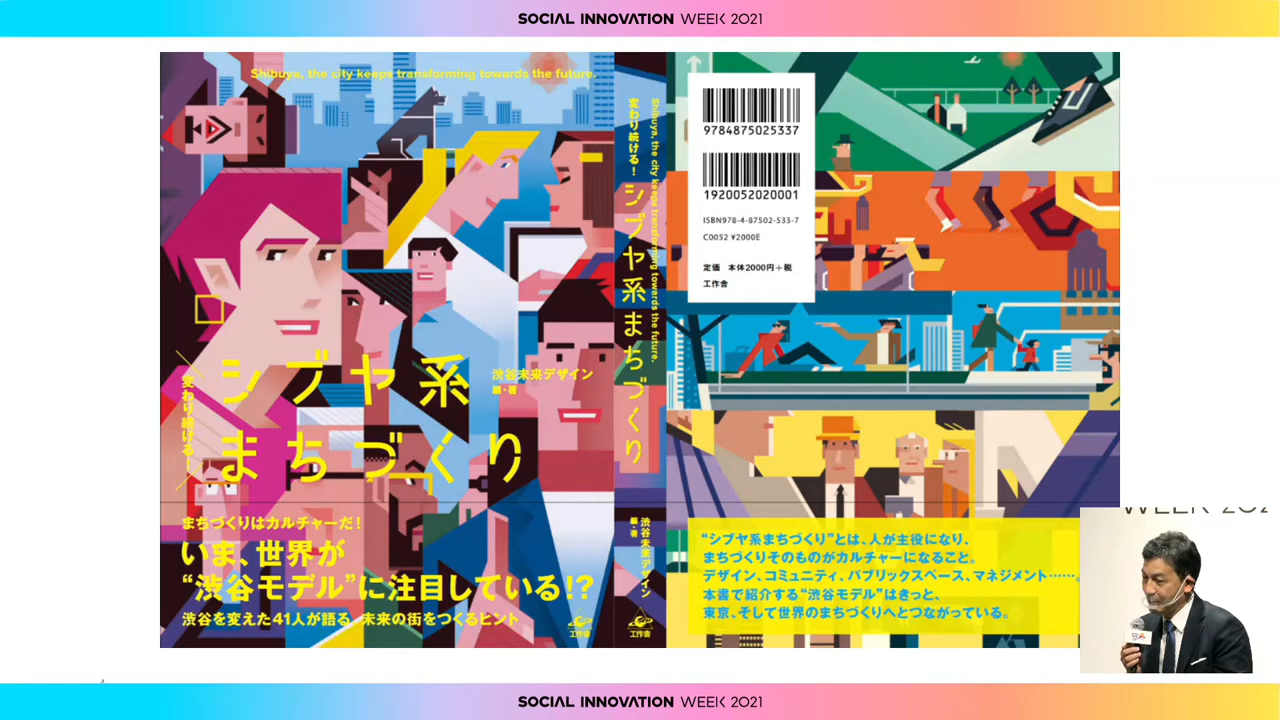 SOCIAL INNOVATION WEEK 2021
Shibuya, the city keeps transforming towards the future.
変わり続ける!
シブヤ系
まちづくり
渋谷未来デザイン
編・著
まちづくりはカルチャーだ!
いま、世界が
“渋谷モデル”に注目している!?
渋谷を変えた41人が語る 未来の街をつくるヒント
工作舎
変わり続ける!
シブヤ系まちづくり
Shibuya, the city keeps transforming towards the future.
渋谷未来デザイン
編・著
工作舎
9784875025337
1920052020001
ISBN978-4-87502-533-7
C0052 ¥2000E
定価 本体2000円+税
工作舎
“シブヤ系まちづくり”とは、人が主役になり、
まちづくりそのものがカルチャーになること。
デザイン、コミュニティ、パブリックスペース、マネジメント……。
本書で紹介する“渋谷モデル”はきっと、
東京、そして世界のまちづくりへとつながっている。
SOCIAL INNOVATION WEEK 2021